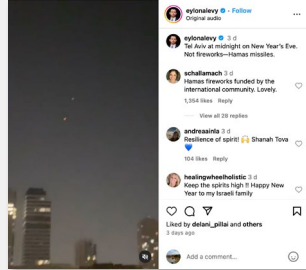 eylonalevy • Follow
Original audio
eylonalevy 3 d
Tel Aviv at midnight on New Year's Eve.
Not fireworks—Hamas missiles.
schallamach 3 d
Hamas fireworks funded by the
international community. Lovely.
1,354 likes Reply
View all 28 replies
andreaainfa 3 d
Resilience of spirit! 🙌 Shanah Tova
💙
104 likes Reply
healingwheelholistic 3 d
Keep the spirits high !! Happy New
Year to my Israeli family
Liked by delani_pillai and others
3 days ago
Add a comment...